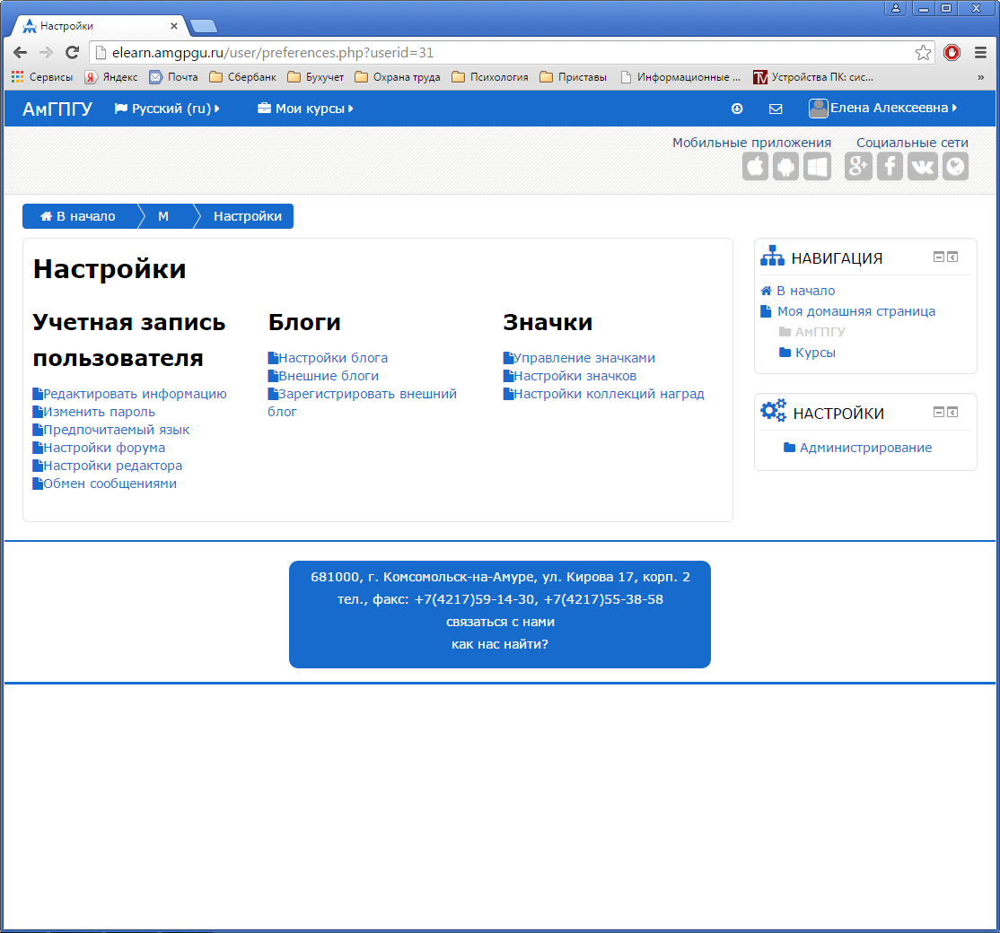 Настройки
elearn.amgpgu.ru/user/preferences.php?userid=31
Сервисы Яндекс Почта Сбербанк Бухучет Охрана труда Психология Приставы Информационные ... Устройства ПК: сис... »
АмГПГУ Русский (ru) Мои курсы Елена Алексеевна
Мобильные приложения Социальные сети
В начало М Настройки
Настройки
Учетная запись
пользователя
Редактировать информацию
Изменить пароль
Предпочитаемый язык
Настройки форума
Настройки редактора
Обмен сообщениями
Блоги
Настройки блога
Внешние блоги
Зарегистрировать внешний
блог
Значки
Управление значками
Настройки значков
Настройки коллекций наград
НАВИГАЦИЯ
В начало
Моя домашняя страница
АмГПГУ
Курсы
НАСТРОЙКИ
Администрирование
681000, г. Комсомольск-на-Амуре, ул. Кирова 17, корп. 2
тел., факс: +7(4217)59-14-30, +7(4217)55-38-58
связаться с нами
как нас найти?